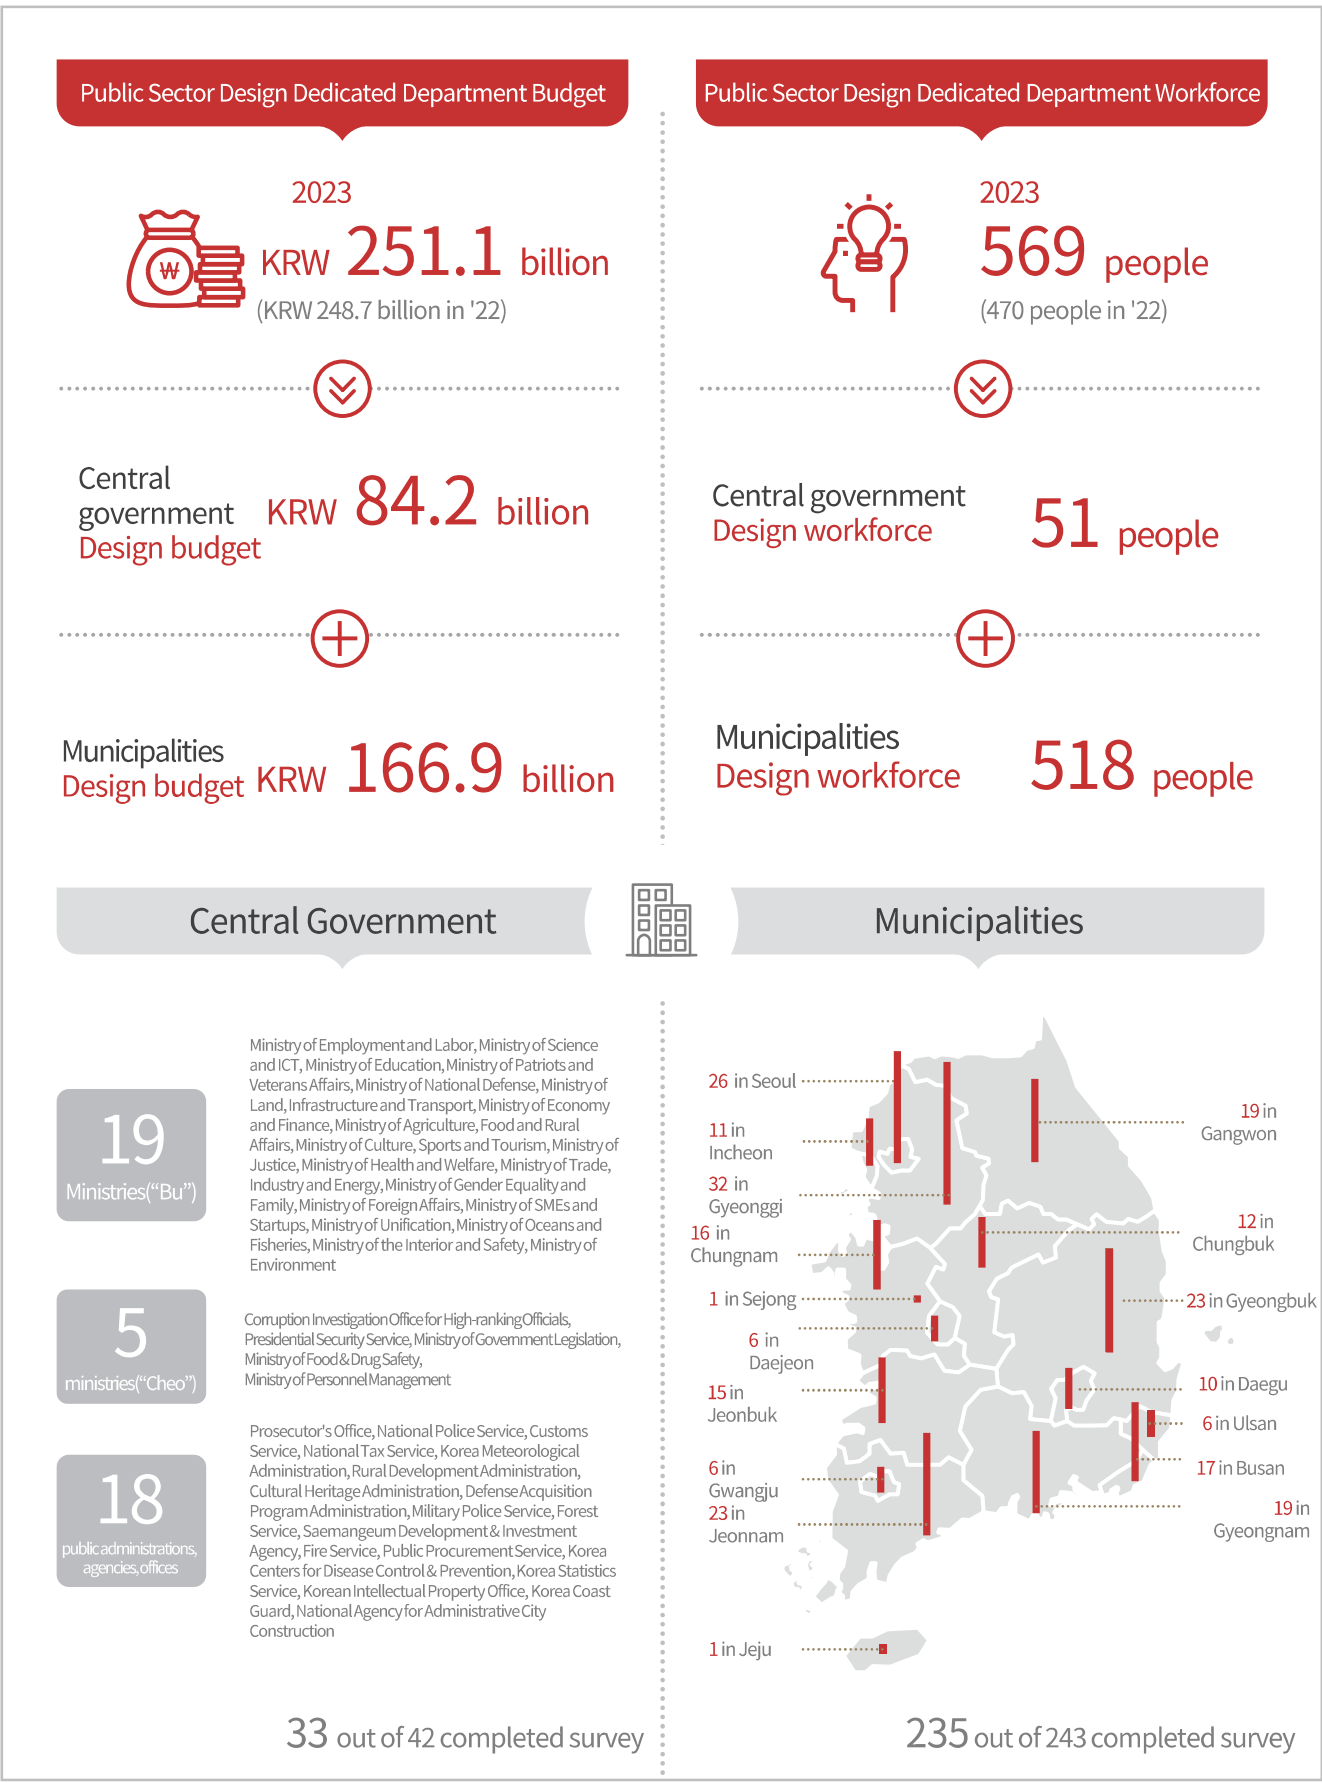 Public Sector Design Dedicated Department Budget
2023
KRW 251.1 billion
(KRW 248.7 billion in '22)
Central
government
Design budget
KRW 84.2 billion
Municipalities
Design budget
KRW 166.9 billion
Public Sector Design Dedicated Department Workforce
2023
569 people
(470 people in '22)
Central government
Design workforce
51 people
Municipalities
Design workforce
518 people
Central Government
19
Ministries(“Bu”)
Ministry of Employment and Labor, Ministry of Science
and ICT, Ministry of Education, Ministry of Patriots and
Veterans Affairs, Ministry of National Defense, Ministry of
Land, Infrastructure and Transport, Ministry of Economy
and Finance, Ministry of Agriculture, Food and Rural
Affairs, Ministry of Culture, Sports and Tourism, Ministry of
Justice, Ministry of Health and Welfare, Ministry of Trade,
Industry and Energy, Ministry of Gender Equality and
Family, Ministry of Foreign Affairs, Ministry of SMEs and
Startups, Ministry of Unification, Ministry of Oceans and
Fisheries, Ministry of the Interior and Safety, Ministry of
Environment
5
ministries(“Cheo”)
Corruption Investigation Office for High-ranking Officials,
Presidential Security Service, Ministry of Government Legislation,
Ministry of Food & Drug Safety,
Ministry of Personnel Management
18
public administrations,
agencies, offices
Prosecutor's Office, National Police Service, Customs
Service, National Tax Service, Korea Meteorological
Administration, Rural Development Administration,
Cultural Heritage Administration, Defense Acquisition
Program Administration, Military Police Service, Forest
Service, Saemangeum Development & Investment
Agency, Fire Service, Public Procurement Service, Korea
Centers for Disease Control & Prevention, Korea Statistics
Service, Korean Intellectual Property Office, Korea Coast
Guard, National Agency for Administrative City
Construction
33 out of 42 completed survey
Municipalities
26 in Seoul
11 in
Incheon
32 in
Gyeonggi
16 in
Chungnam
1 in Sejong
6 in
Daejeon
15 in
Jeonbuk
6 in
Gwangju
23 in
Jeonnam
1 in Jeju
19 in
Gangwon
12 in
Chungbuk
23 in Gyeongbuk
10 in Daegu
6 in Ulsan
17 in Busan
19 in
Gyeongnam
235 out of 243 completed survey